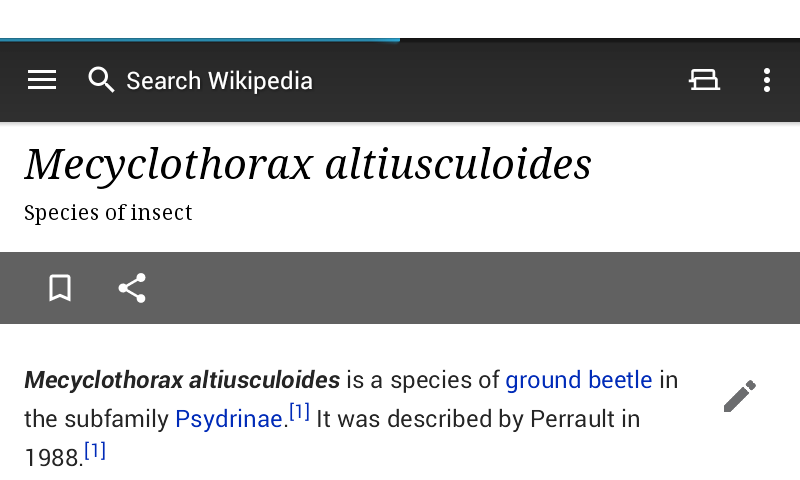 Search Wikipedia
Mecyclothorax altiusculoides
Species of insect
Mecyclothorax altiusculoides is a species of ground beetle in
the subfamily Psydrinae.[1] It was described by Perrault in
1988.[1]